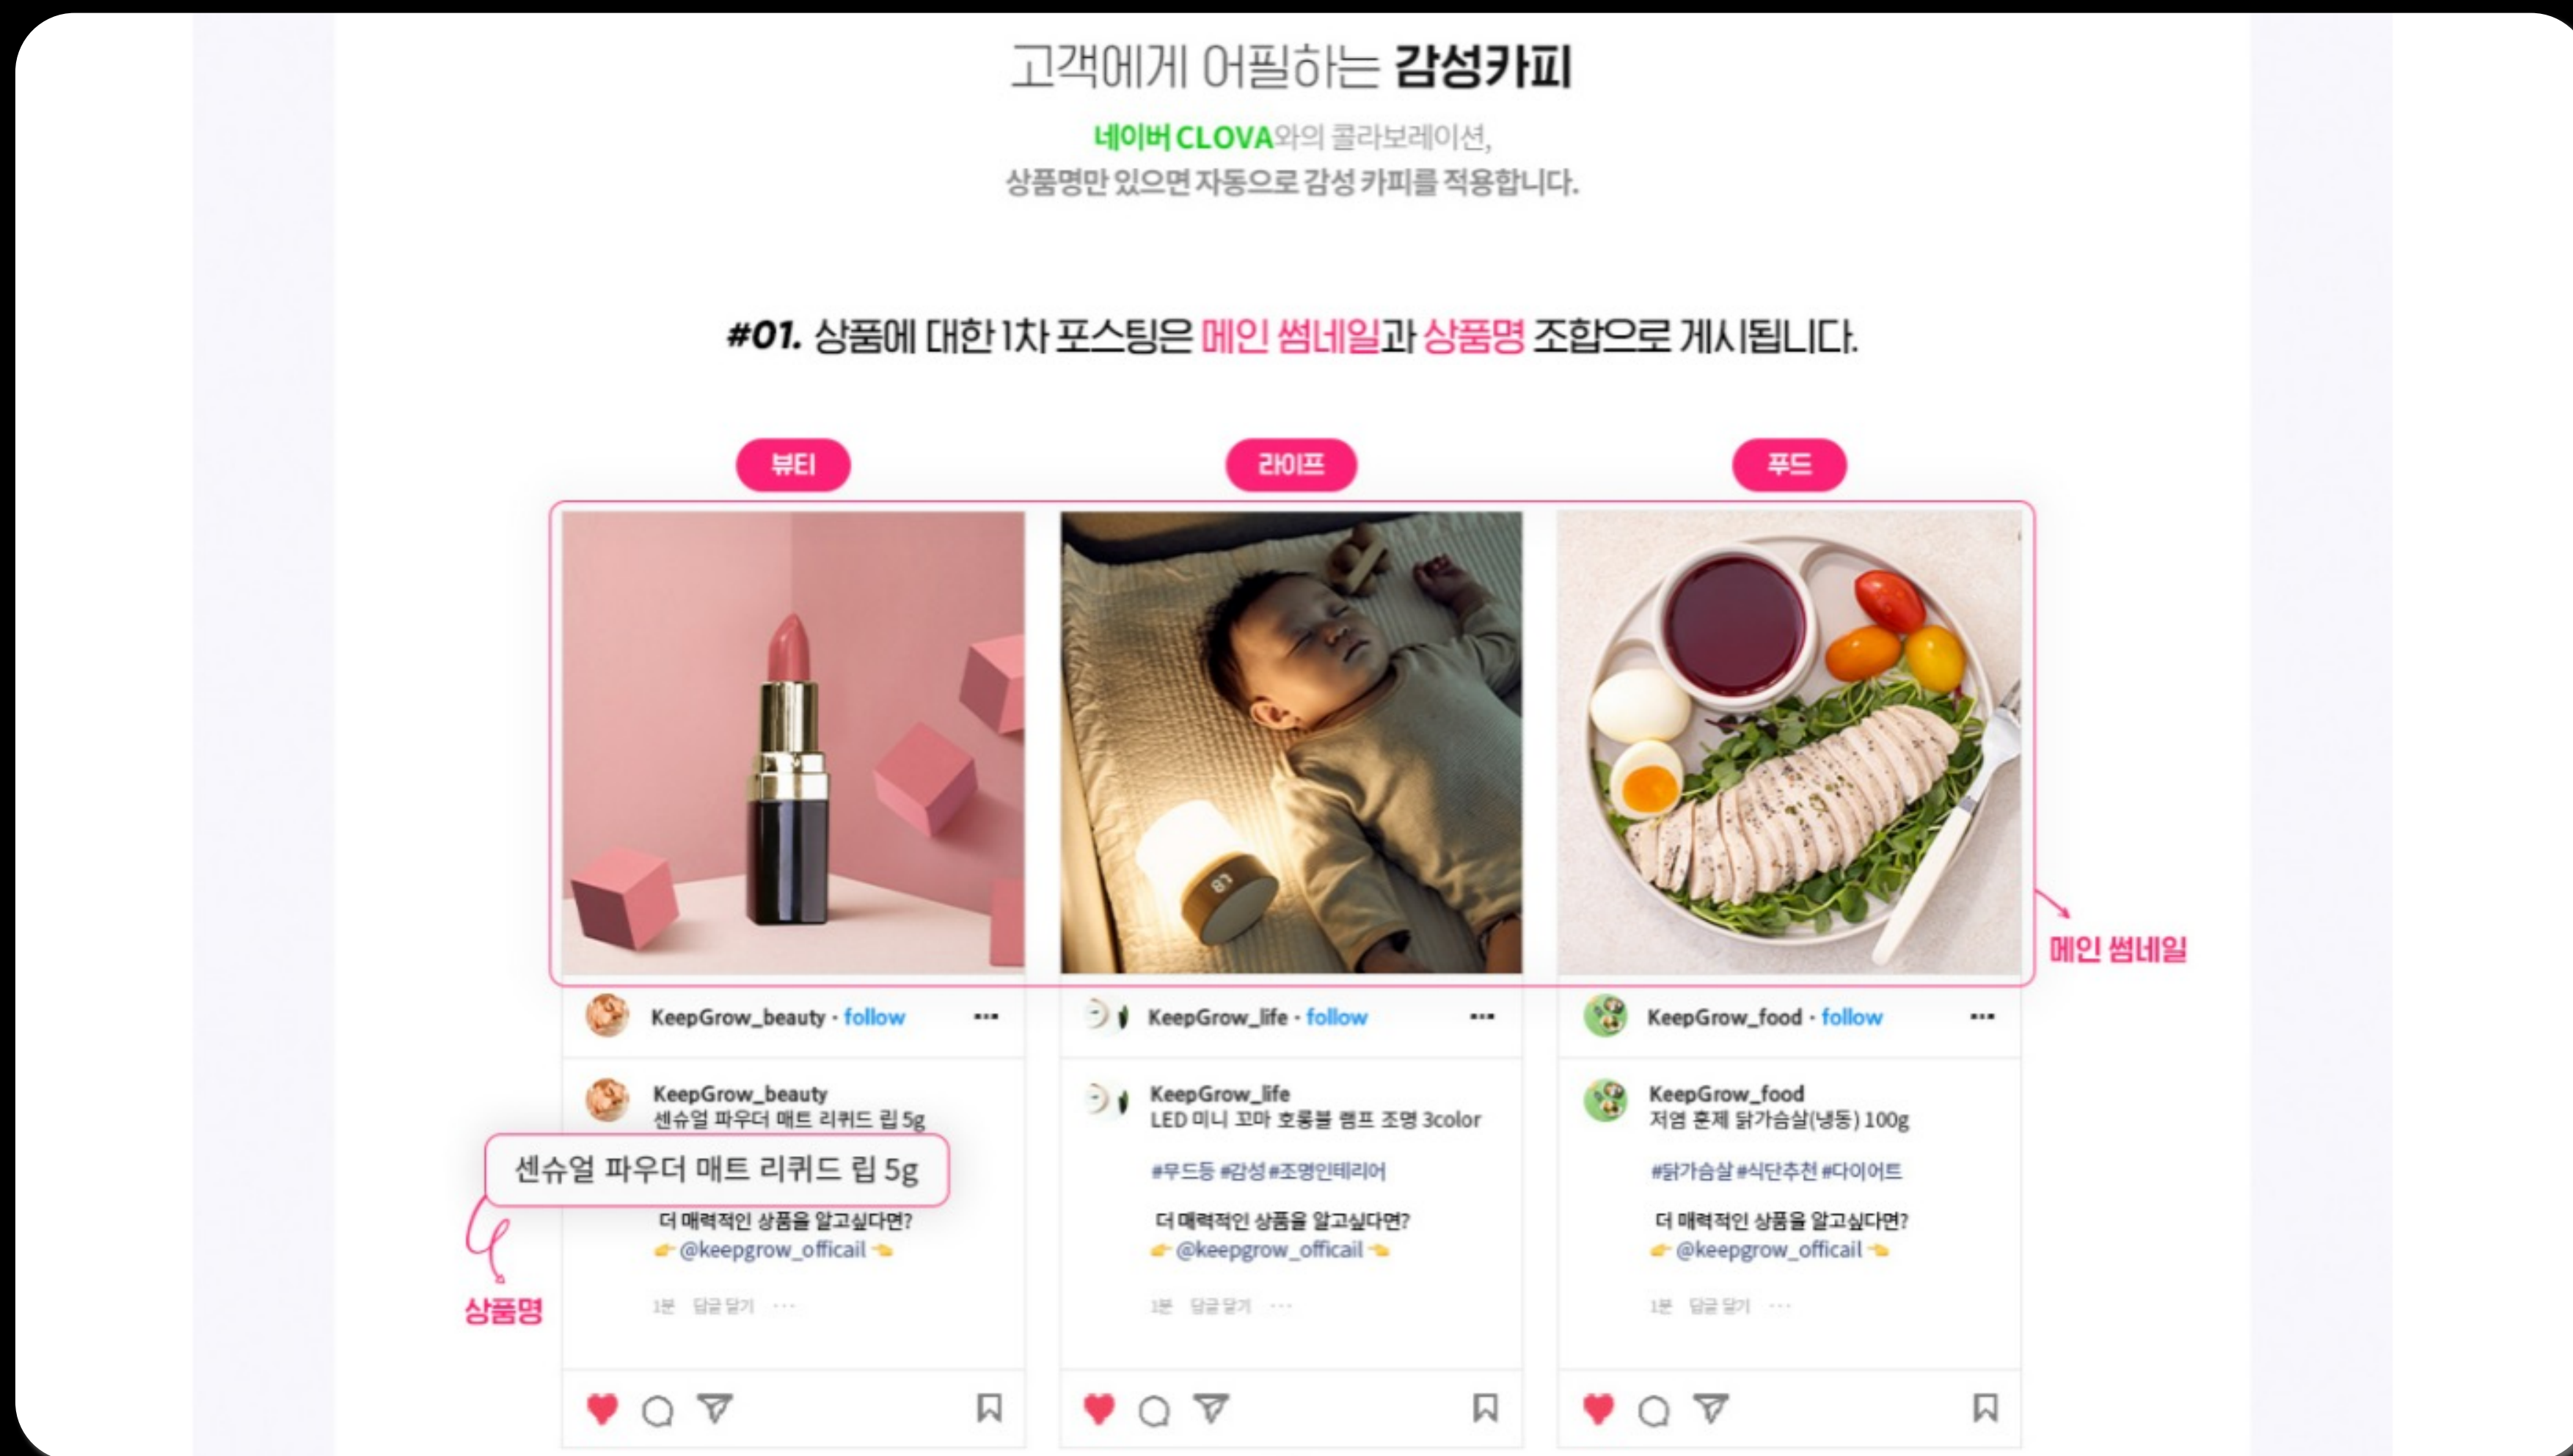 고객에게 어필하는 감성카피
네이버 CLOVA와의 콜라보레이션,
상품명만 있으면 자동으로 감성 카피를 적용합니다.
#01. 상품에 대한 1차 포스팅은 메인 썸네일과 상품명 조합으로 게시됩니다.
뷰티
라이프
푸드
81
메인 썸네일
KeepGrow_beauty · follow
KeepGrow_beauty
센슈얼 파우더 매트 리퀴드 립 5g
센슈얼 파우더 매트 리퀴드 립 5g
상품명
더 매력적인 상품을 알고싶다면?
👉 @keepgrow_officail 👈
1분 답글 달기 ···
KeepGrow_life · follow
KeepGrow_life
LED 미니 꼬마 호롱불 램프 조명 3color
#무드등 #감성 #조명인테리어
더 매력적인 상품을 알고싶다면?
👉 @keepgrow_officail 👈
1분 답글 달기 ···
KeepGrow_food · follow
KeepGrow_food
저염 훈제 닭가슴살(냉동) 100g
#닭가슴살 #식단추천 #다이어트
더 매력적인 상품을 알고싶다면?
👉 @keepgrow_officail 👈
1분 답글 달기 ···